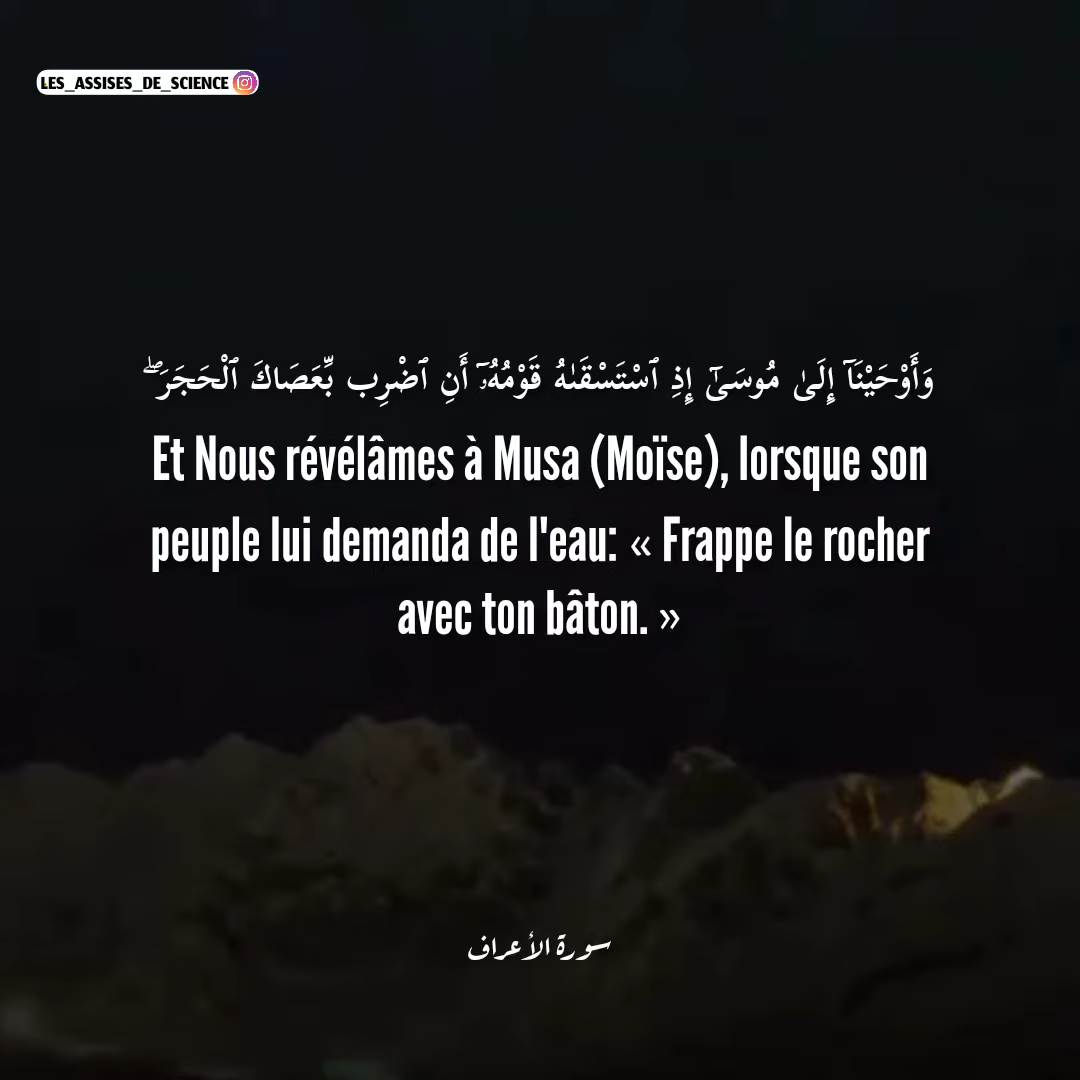 LES_ASSISES_DE_SCIENCE
وَأَوْحَيْنَآ إِلَىٰ مُوسَىٰٓ إِذِ ٱسْتَسْقَىٰهُ قَوْمُهُۥٓ أَنِ ٱضْرِب بِّعَصَاكَ ٱلْحَجَرَ ۖ
Et Nous révélâmes à Musa (Moïse), lorsque son
peuple lui demanda de l'eau: « Frappe le rocher
avec ton bâton. »
سورة الأعراف